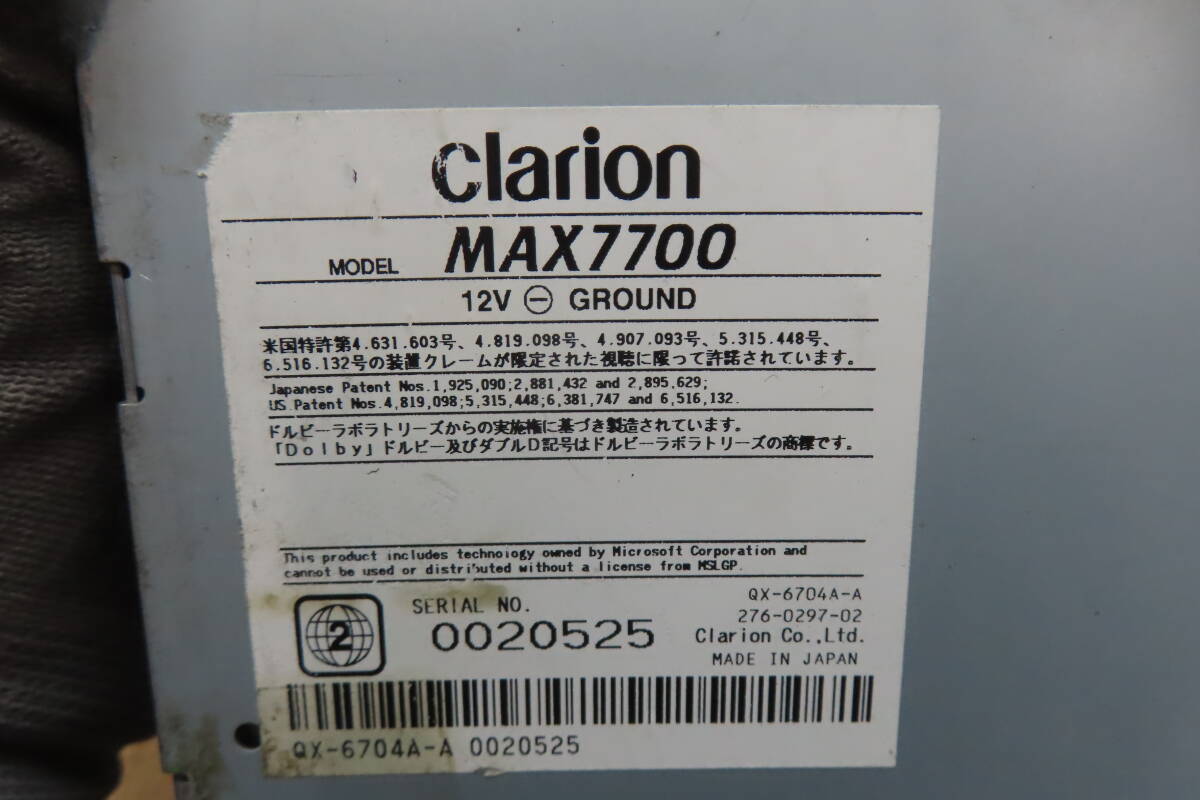 Clarion
MODEL MAX7700
12V ⊖ GROUND
米国特許第4.631.603号、4.819.098号、4.907.093号、5.315.448号、
6.516.132号の装置クレームが限定された視聴に限って許諾されています。
Japanese Patent Nos.1,925,090;2,881,432 and 2,895,629;
US Patent Nos.4,819,098;5,315,448;6,381,747 and 6,516,132.
ドルビーラボラトリーズからの実施権に基づき製造されています。
「Dolby」ドルビー及びダブルD記号はドルビーラボラトリーズの商標です。
This product includes technology owned by Microsoft Corporation and
cannot be used or distributed without a license from MSLGP.
2
SERIAL NO.
0020525
QX-6704A-A
276-0297-02
Clarion Co.,Ltd.
MADE IN JAPAN
QX-6704A-A 0020525